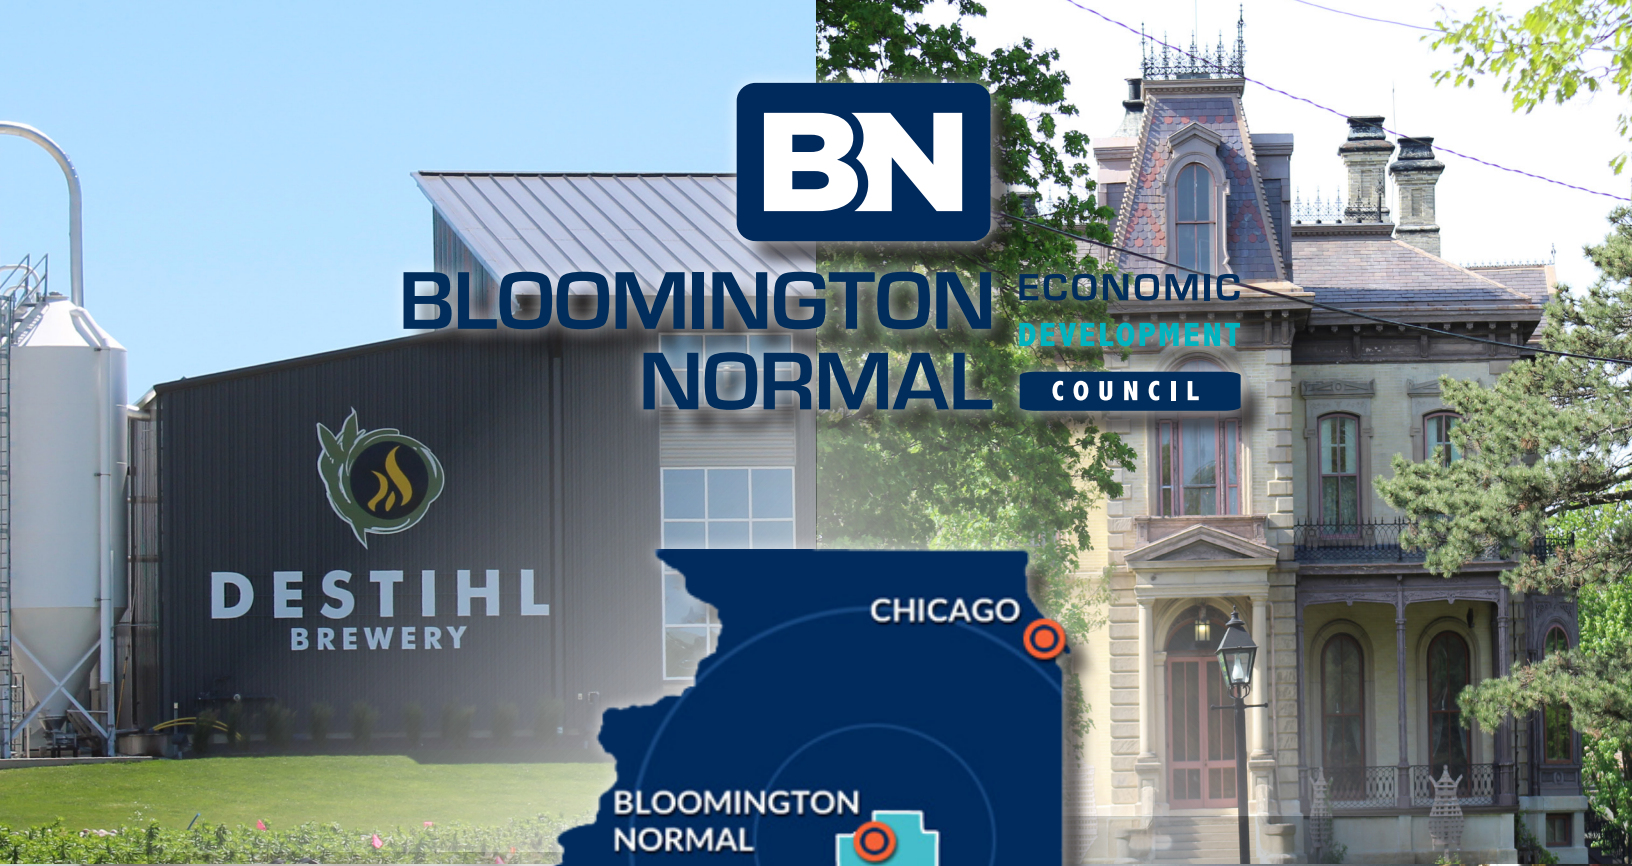 BN
BLOOMINGTON
NORMAL
ECONOMIC
DEVELOPMENT
COUNCIL
DESTIHL
BREWERY
CHICAGO
BLOOMINGTON
NORMAL